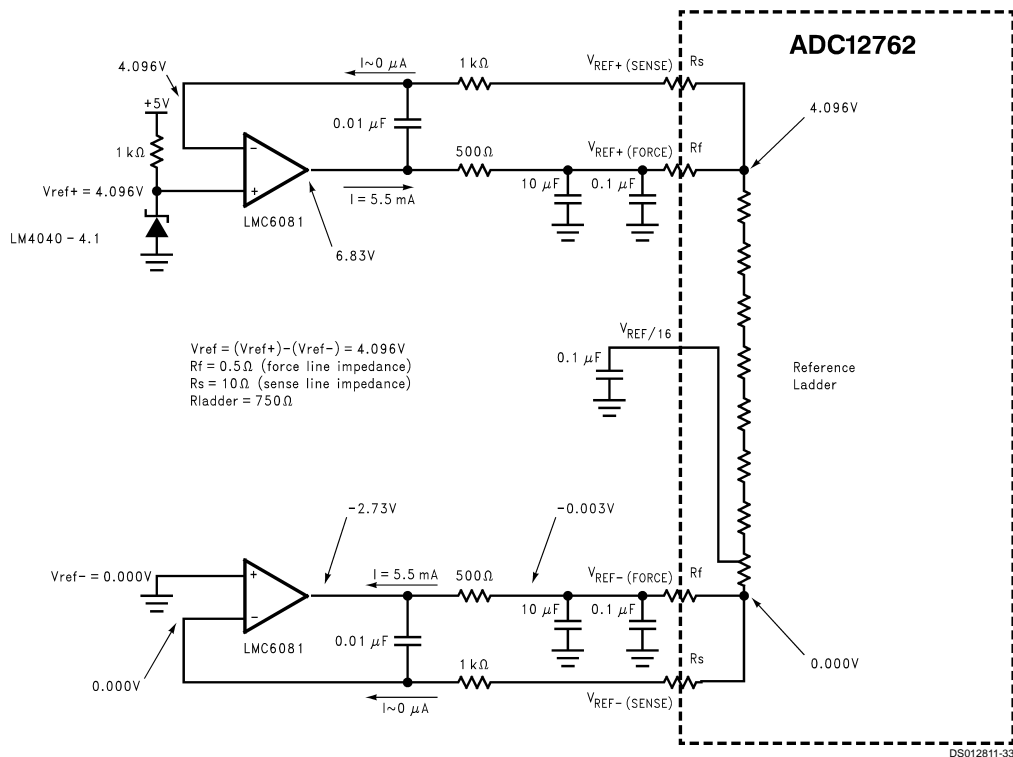 ADC12762
4.096V
I~0 μA
1 kΩ
VREF+ (SENSE)
Rs
+5V
0.01 μF
4.096V
1 kΩ
500Ω
VREF+ (FORCE)
Rf
Vref+ = 4.096V
I = 5.5 mA
10 μF
0.1 μF
LMC6081
LM4040 - 4.1
6.83V
VREF/16
Vref = (Vref+)-(Vref-) = 4.096V
Rf = 0.5Ω (force line impedance)
Rs = 10Ω (sense line impedance)
Rladder = 750Ω
0.1 μF
Reference
Ladder
-2.73V
-0.003V
Vref- = 0.000V
I = 5.5 mA
500Ω
VREF- (FORCE)
Rf
10 μF
0.1 μF
LMC6081
0.01 μF
0.000V
1 kΩ
Rs
0.000V
VREF- (SENSE)
I~0 μA
DS012811-33
+
-
+
-